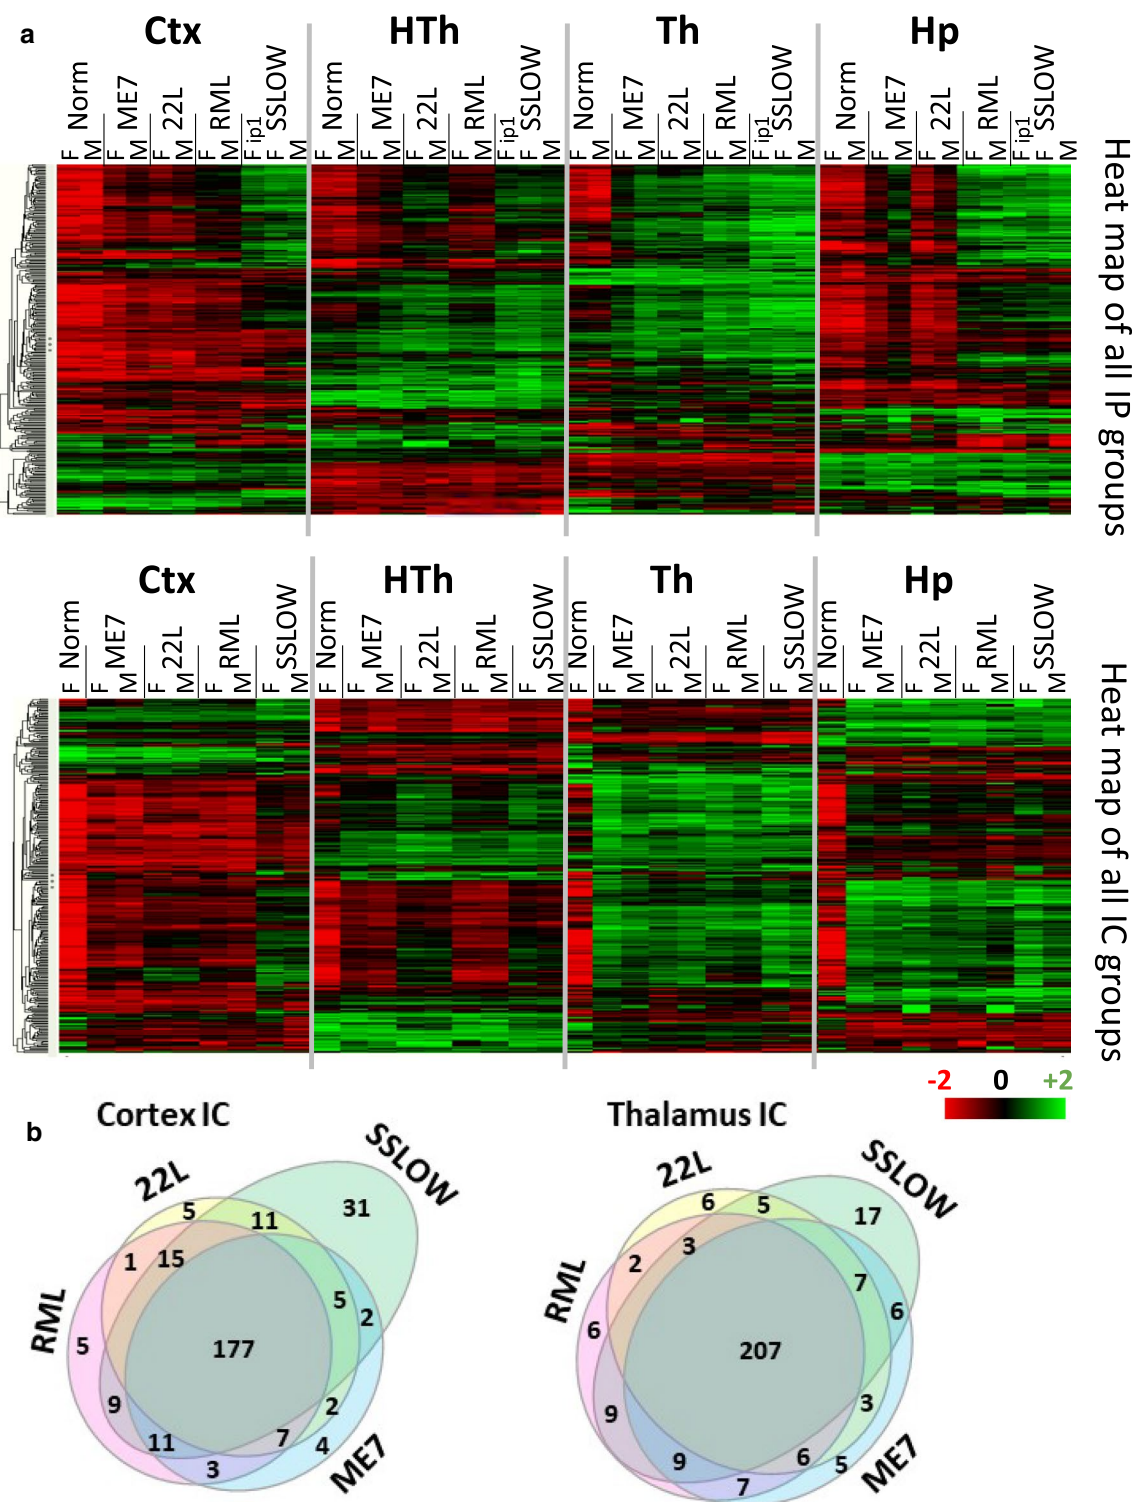 a
Ctx HTh Th Hp
Norm ME7 22L RML SSLOW Norm ME7 22L RML SSLOW Norm ME7 22L RML SSLOW Norm ME7 22L RML SSLOW
F M F M F M F M F ip1 F M F M F M F M F M F ip1 F M F M F M F M F M F ip1 F M F M F M F M F M F ip1 F M
Heat map of all IP groups
Ctx HTh Th Hp
Norm ME7 22L RML SSLOW Norm ME7 22L RML SSLOW Norm ME7 22L RML SSLOW Norm ME7 22L RML SSLOW
F F M F M F M F M F F M F M F M F M F F M F M F M F M F F M F M F M F M
Heat map of all IC groups
-2 0 +2
b
Cortex IC
22L
SSLOW
RML
ME7
5
11
31
1
15
5
2
5
177
9
2
11
7
4
3
Thalamus IC
22L
SSLOW
RML
ME7
6
5
17
3
2
7
6
6
207
9
3
9
6
5
7